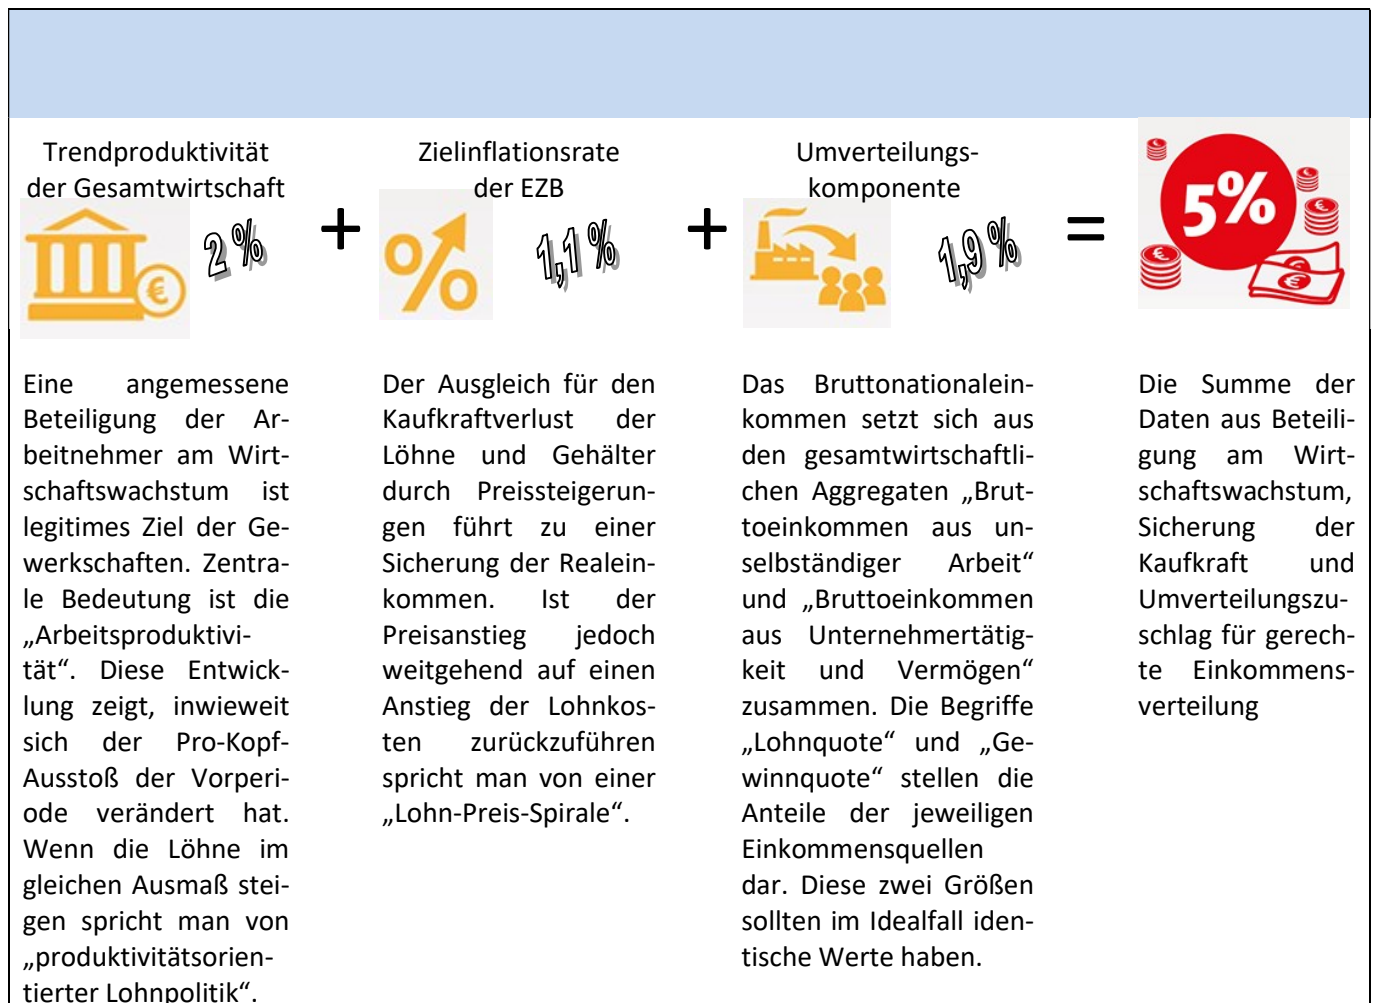 Trendproduktivität
der Gesamtwirtschaft
2 %
+
Zielinflationsrate
der EZB
%
1,1 %
+
Umverteilungs-
komponente
1,9 %
=
5%
Eine angemessene
Beteiligung der Ar-
beitnehmer am Wirt-
schaftswachstum ist
legitimes Ziel der Ge-
werkschaften. Zentra-
le Bedeutung ist die
„Arbeitsproduktivi-
tät“. Diese Entwick-
lung zeigt, inwieweit
sich der Pro-Kopf-
Ausstoß der Vorperi-
ode verändert hat.
Wenn die Löhne im
gleichen Ausmaß stei-
gen spricht man von
„produktivitätsorien-
tierter Lohnpolitik“.
Der Ausgleich für den
Kaufkraftverlust der
Löhne und Gehälter
durch Preissteigerun-
gen führt zu einer
Sicherung der Realein-
kommen. Ist der
Preisanstieg jedoch
weitgehend auf einen
Anstieg der Lohnkos-
ten zurückzuführen
spricht man von einer
„Lohn-Preis-Spirale“.
Das Bruttonationalein-
kommen setzt sich aus
den gesamtwirtschaftli-
chen Aggregaten „Brut-
toeinkommen aus un-
selbständiger Arbeit“
und „Bruttoeinkommen
aus Unternehmertätig-
keit und Vermögen“
zusammen. Die Begriffe
„Lohnquote“ und „Ge-
winnquote“ stellen die
Anteile der jeweiligen
Einkommensquellen
dar. Diese zwei Größen
sollten im Idealfall iden-
tische Werte haben.
Die Summe der
Daten aus Beteili-
gung am Wirt-
schaftswachstum,
Sicherung der
Kaufkraft und
Umverteilungszu-
schlag für gerech-
te Einkommens-
verteilung